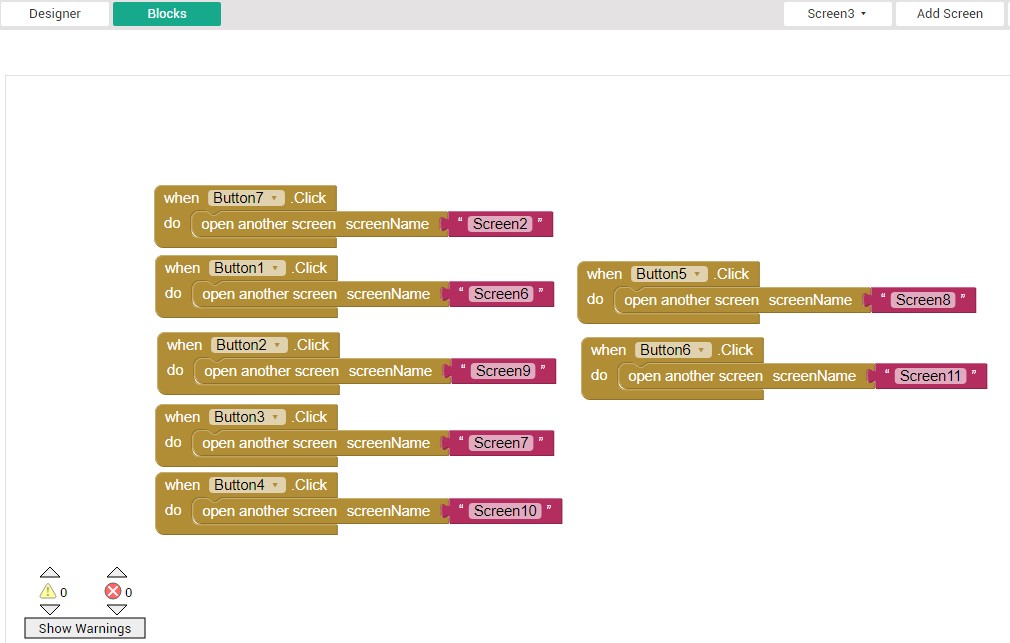 Designer Blocks Screen3 Add Screen
when Button7 .Click
do open another screen screenName " Screen2 "
when Button1 .Click
do open another screen screenName " Screen6 "
when Button2 .Click
do open another screen screenName " Screen9 "
when Button3 .Click
do open another screen screenName " Screen7 "
when Button4 .Click
do open another screen screenName " Screen10 "
when Button5 .Click
do open another screen screenName " Screen8 "
when Button6 .Click
do open another screen screenName " Screen11 "
0 0
Show Warnings